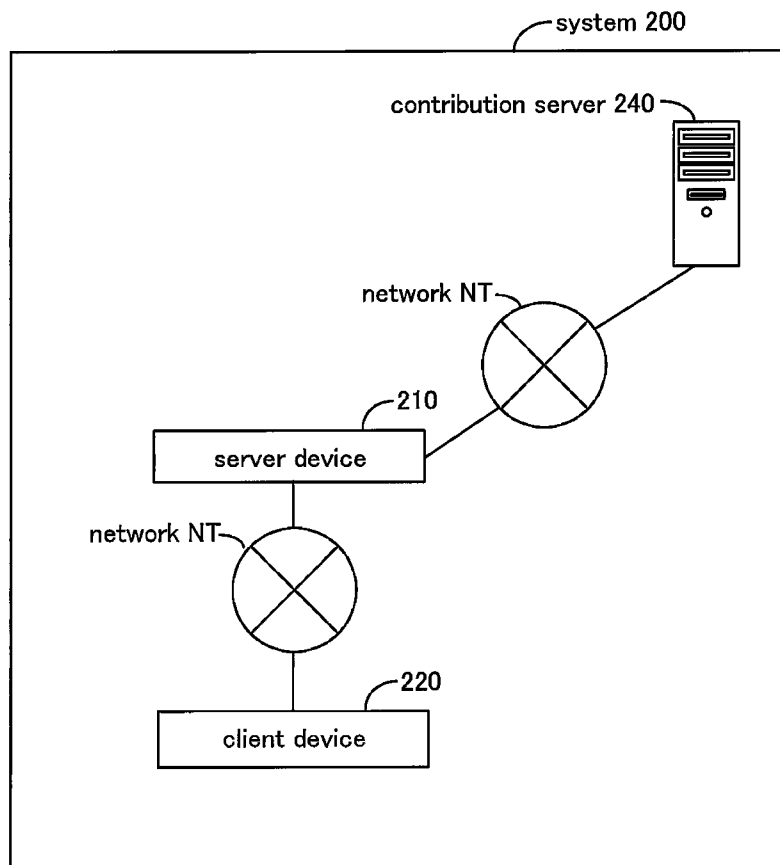 system 200
contribution server 240
network NT
210
server device
network NT
220
client device